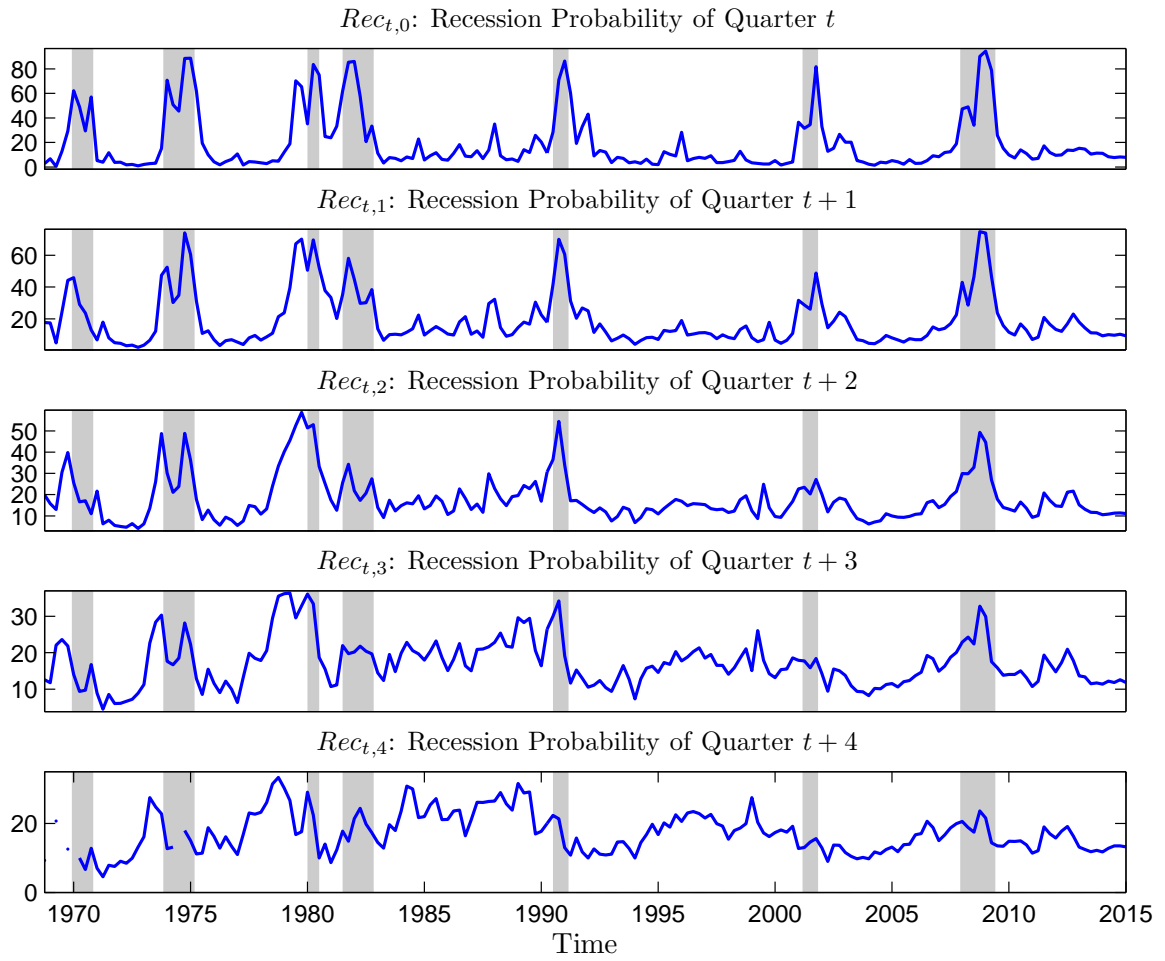 Rec_{t,0}: Recession Probability of Quarter t
80
60
40
20
0
Rec_{t,1}: Recession Probability of Quarter t + 1
60
40
20
Rec_{t,2}: Recession Probability of Quarter t + 2
50
40
30
20
10
Rec_{t,3}: Recession Probability of Quarter t + 3
30
20
10
Rec_{t,4}: Recession Probability of Quarter t + 4
20
0
1970 1975 1980 1985 1990 1995 2000 2005 2010 2015
Time